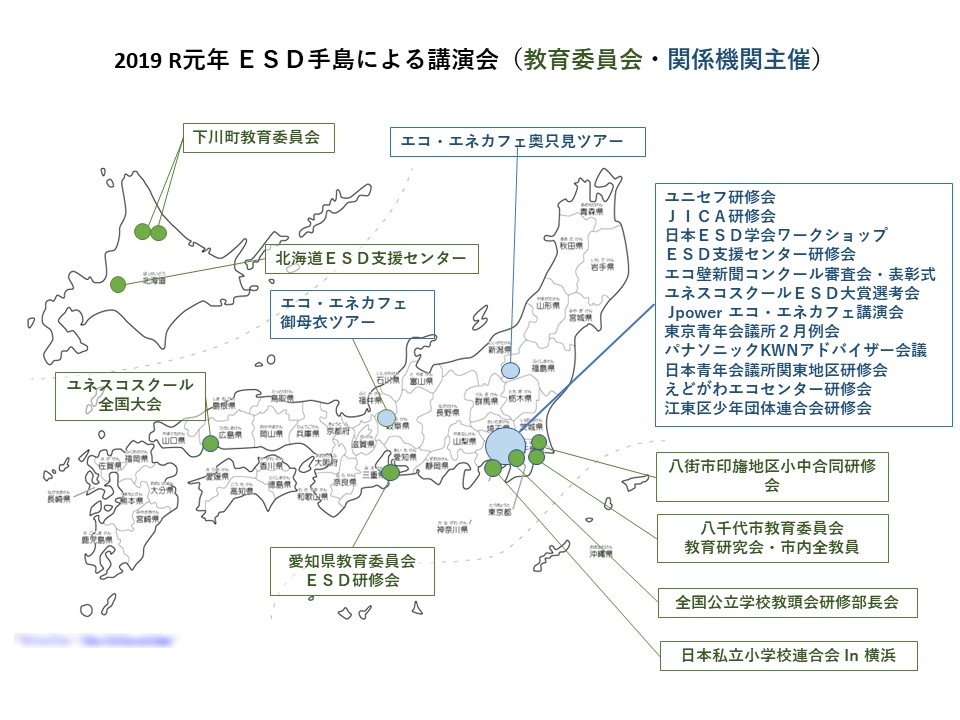 2019 R元年 ＥＳＤ手島による講演会（教育委員会・関係機関主催）
下川町教育委員会
エコ・エネカフェ奥只見ツアー
北海道ＥＳＤ支援センター
エコ・エネカフェ
御母衣ツアー
ユネスコスクール
全国大会
ユニセフ研修会
ＪＩＣＡ研修会
日本ＥＳＤ学会ワークショップ
ＥＳＤ支援センター研修会
エコ壁新聞コンクール審査会・表彰式
ユネスコスクールＥＳＤ大賞選考会
Jpower エコ・エネカフェ講演会
東京青年会議所２月例会
パナソニックKWNアドバイザー会議
日本青年会議所関東地区研修会
えどがわエコセンター研修会
江東区少年団体連合会研修会
八街市印旛地区小中合同研修
会
八千代市教育委員会
教育研究会・市内全教員
全国公立学校教頭会研修部長会
日本私立小学校連合会 In 横浜
愛知県教育委員会
ＥＳＤ研修会
北海道
青森県
秋田県
岩手県
山形県
宮城県
新潟県
福島県
石川県
富山県
群馬県
栃木県
福井県
長野県
茨城県
山梨県
鳥取県
島根県
岡山県
兵庫県
京都府
滋賀県
広島県
山口県
愛知県
静岡県
三重県
大阪府
奈良県
和歌山県
香川県
徳島県
愛媛県
高知県
福岡県
佐賀県
長崎県
大分県
熊本県
宮崎県
鹿児島県
東京都
神奈川県
沖縄県